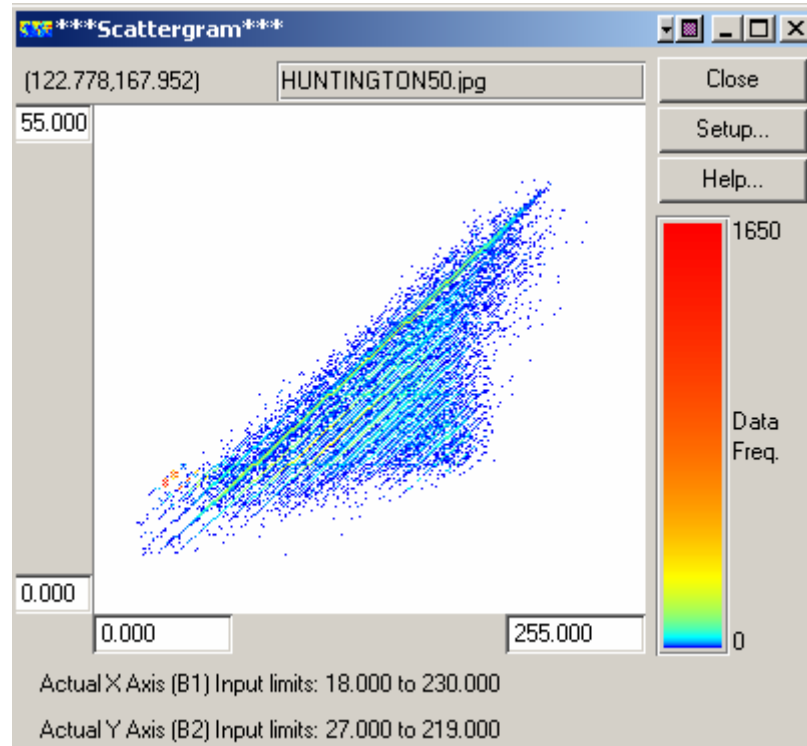 ***Scattergram***
(122.778,167.952) HUNTINGTON50.jpg
Close
55.000
Setup...
Help...
1650
Data
Freq.
0.000
0
0.000 255.000
Actual X Axis (B1) Input limits: 18.000 to 230.000
Actual Y Axis (B2) Input limits: 27.000 to 219.000